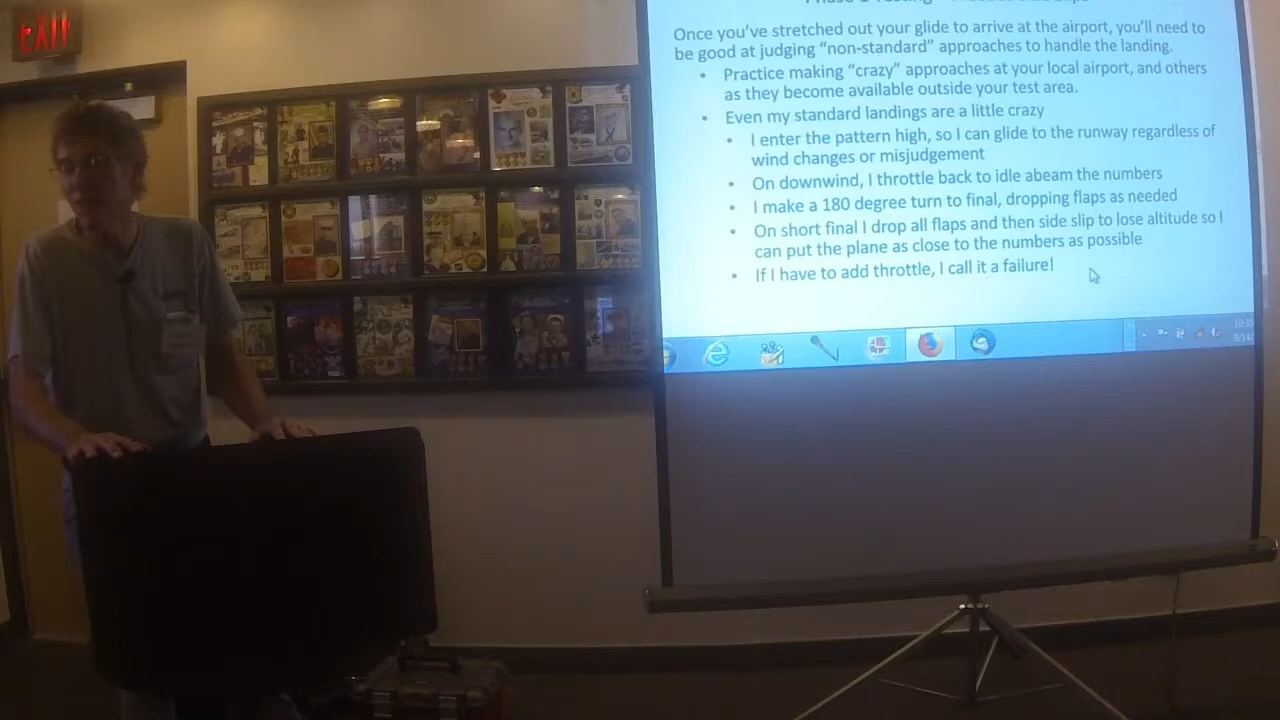 EXIT
Once you've stretched out your glide to arrive at the airport, you'll need to
be good at judging "non-standard" approaches to handle the landing.
• Practice making "crazy" approaches at your local airport, and others
as they become available outside your test area.
• Even my standard landings are a little crazy
• I enter the pattern high, so I can glide to the runway regardless of
wind changes or misjudgement
• On downwind, I throttle back to idle abeam the numbers
• I make a 180 degree turn to final, dropping flaps as needed
• On short final I drop all flaps and then side slip to lose altitude so I
can put the plane as close to the numbers as possible
• If I have to add throttle, I call it a failure!